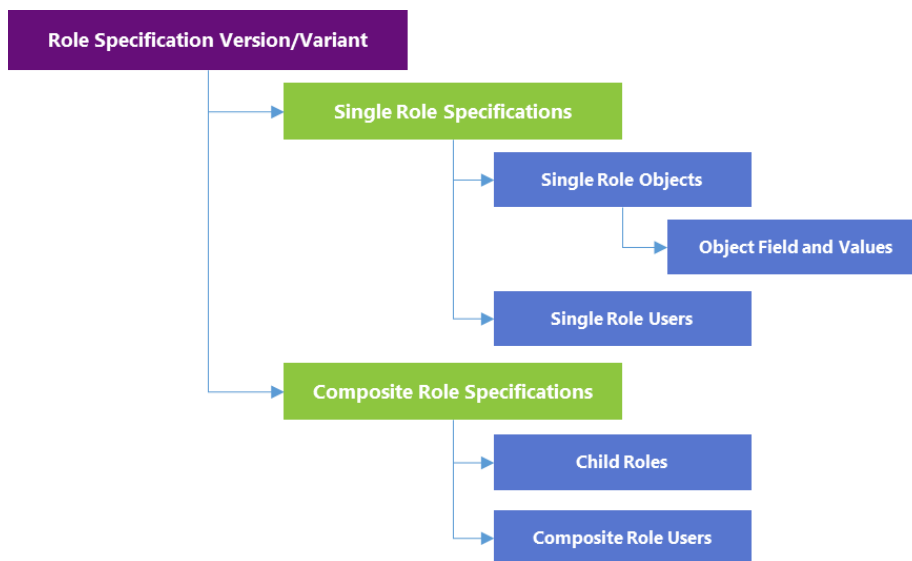 Role Specification Version/Variant
Single Role Specifications
Single Role Objects
Object Field and Values
Single Role Users
Composite Role Specifications
Child Roles
Composite Role Users